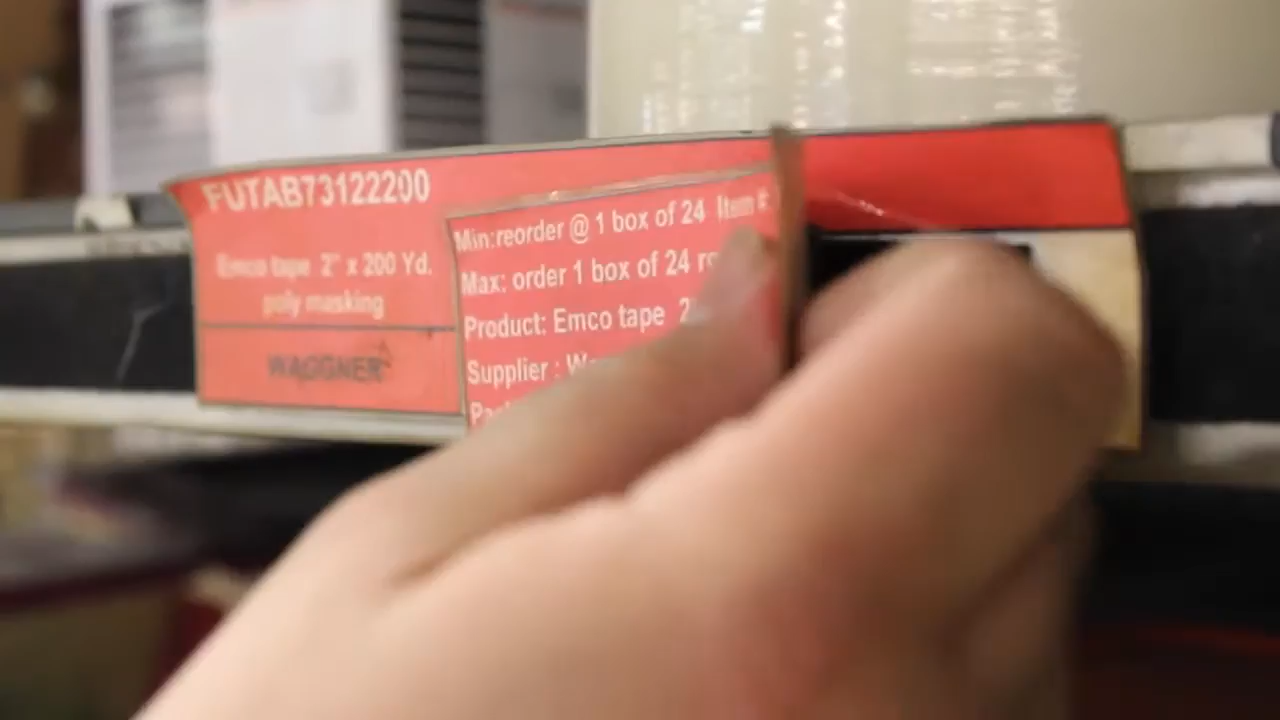 FUTAB73122200
Emco tape 2" x 200 Yd.
poly masking
WAGGNER
Min:reorder @ 1 box of 24 Item #:
Max: order 1 box of 24
Product: Emco tape
Supplier :